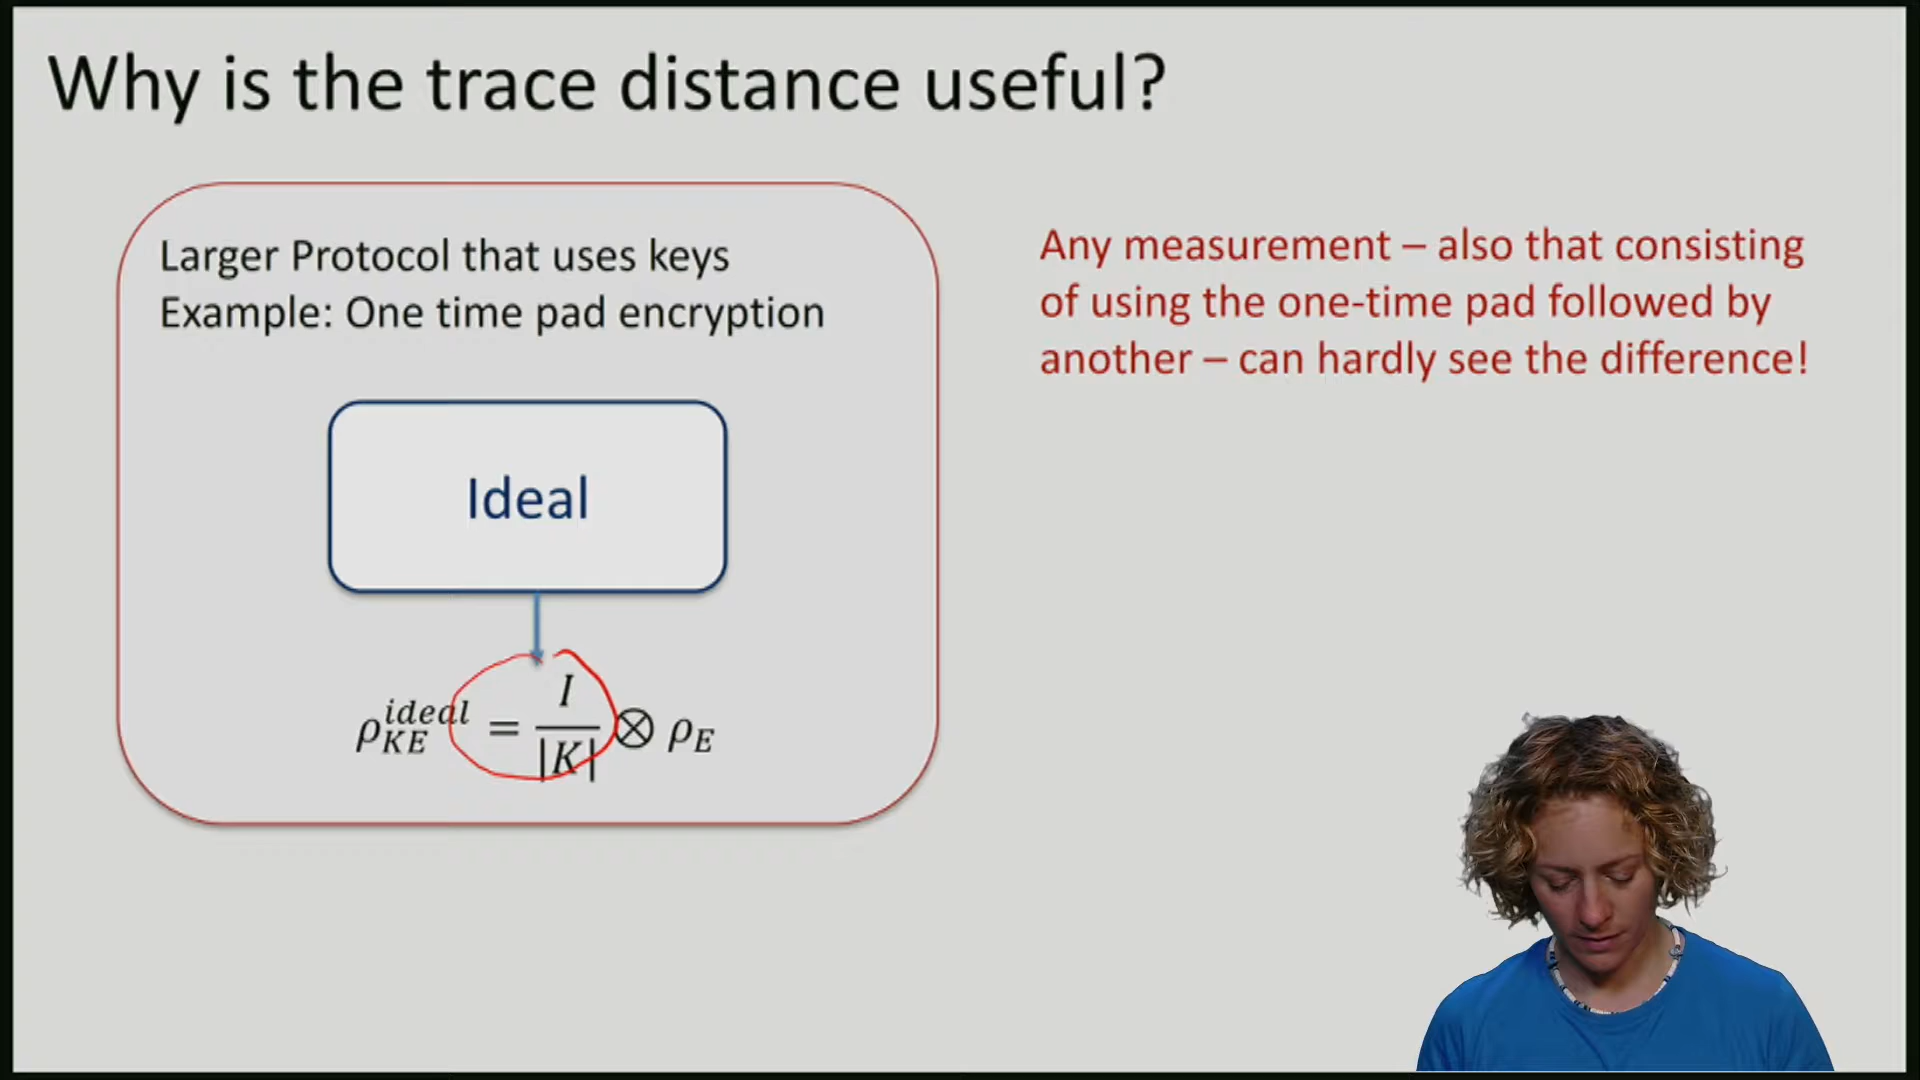 Why is the trace distance useful?
Larger Protocol that uses keys
Example: One time pad encryption
Any measurement – also that consisting
of using the one-time pad followed by
another – can hardly see the difference!
Ideal
ρ_{KE}^{ideal} = \frac{I}{|K|} ⊗ ρ_E